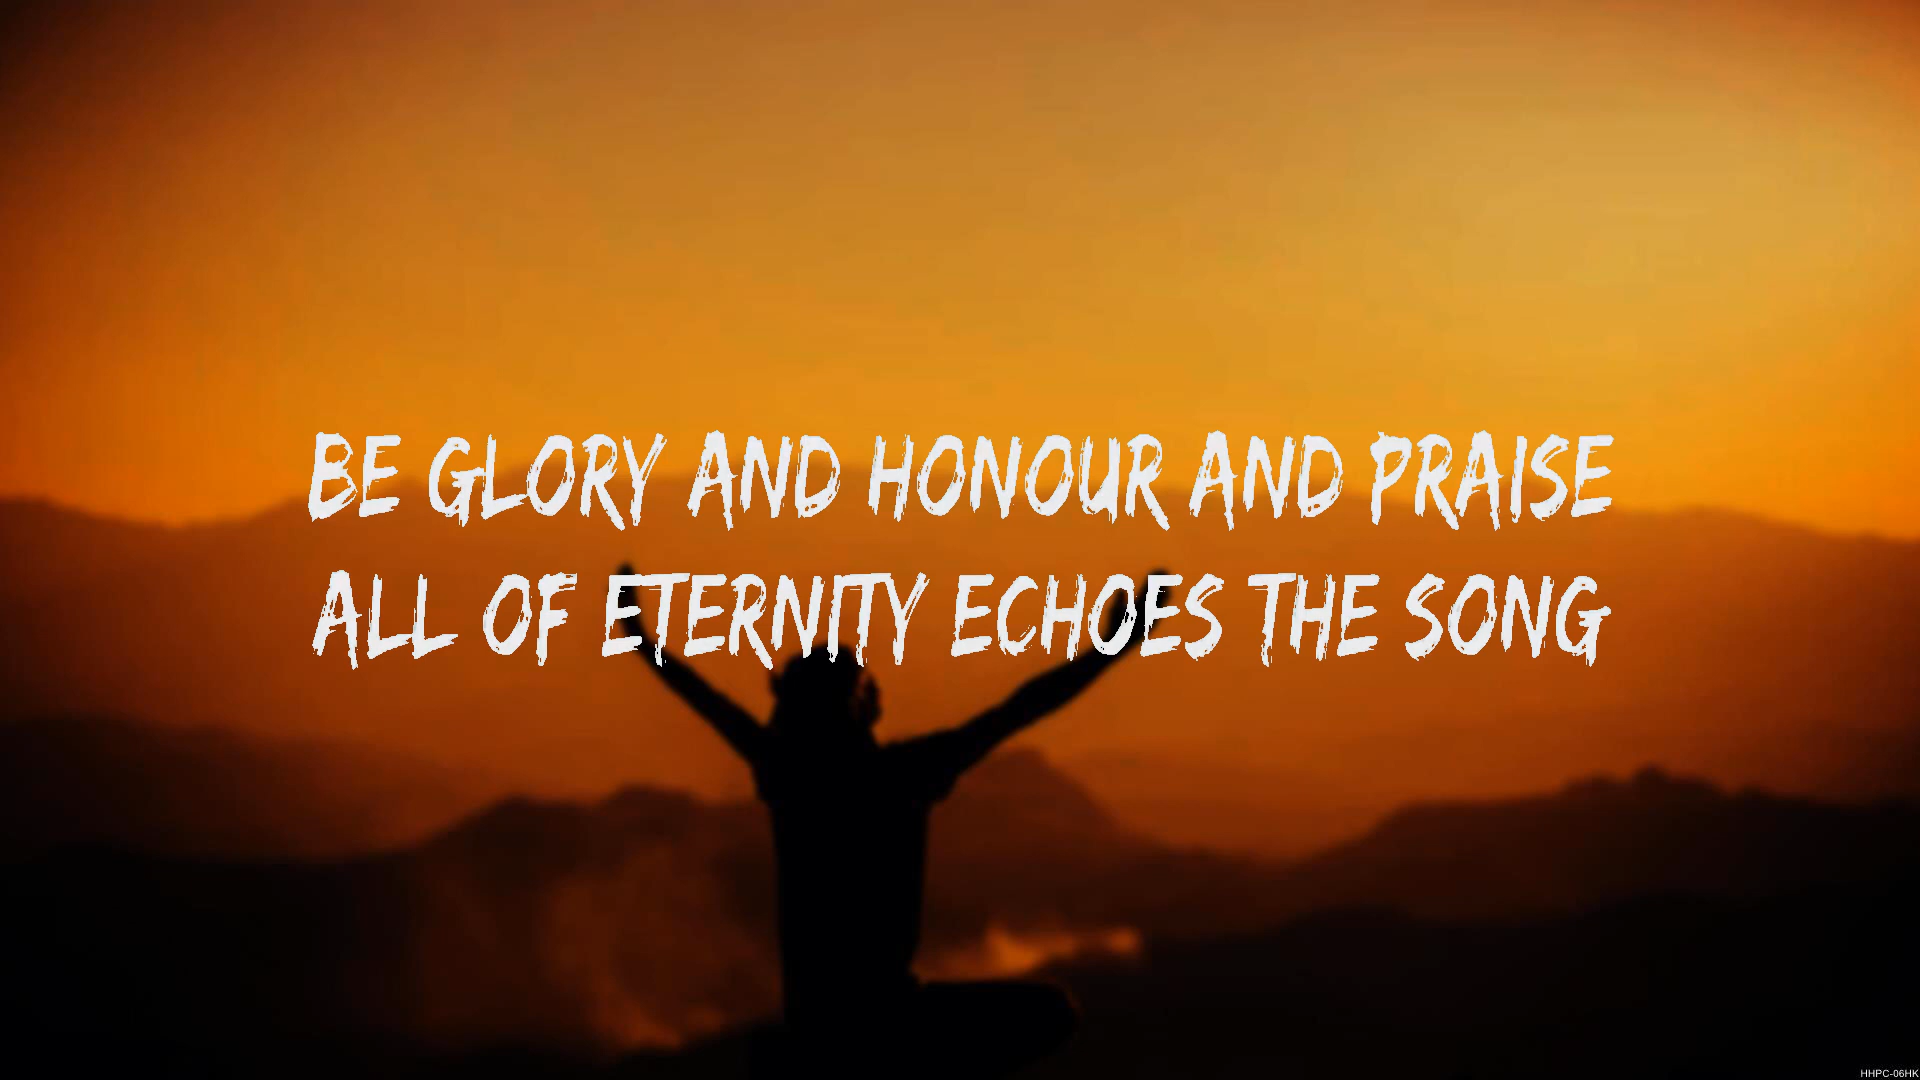 BE GLORY AND HONOUR AND PRAISE
ALL OF ETERNITY ECHOES THE SONG
HHPC-06HK